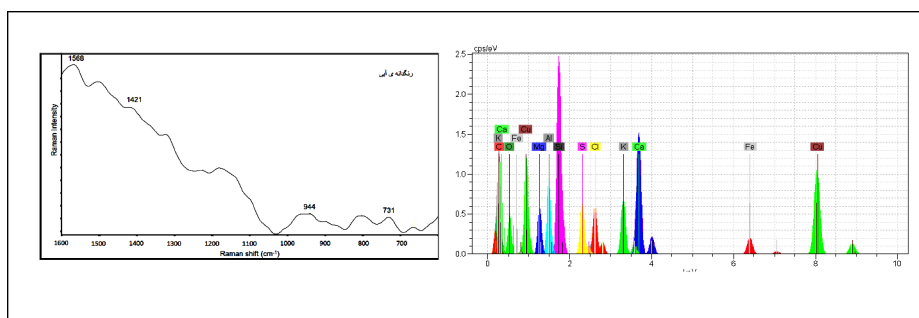 1568
رنگدانه ی آبی
1421
944
731
Raman Intensity
1600 1500 1400 1300 1200 1100 1000 900 800 700
Raman shift (cm-1)
cps/eV
2.5
2.0
1.5
1.0
0.5
0.0
Ca Cu
K Fe Al
C O Mg S Cl K Ca Fe Cu
0 2 4 6 8 10